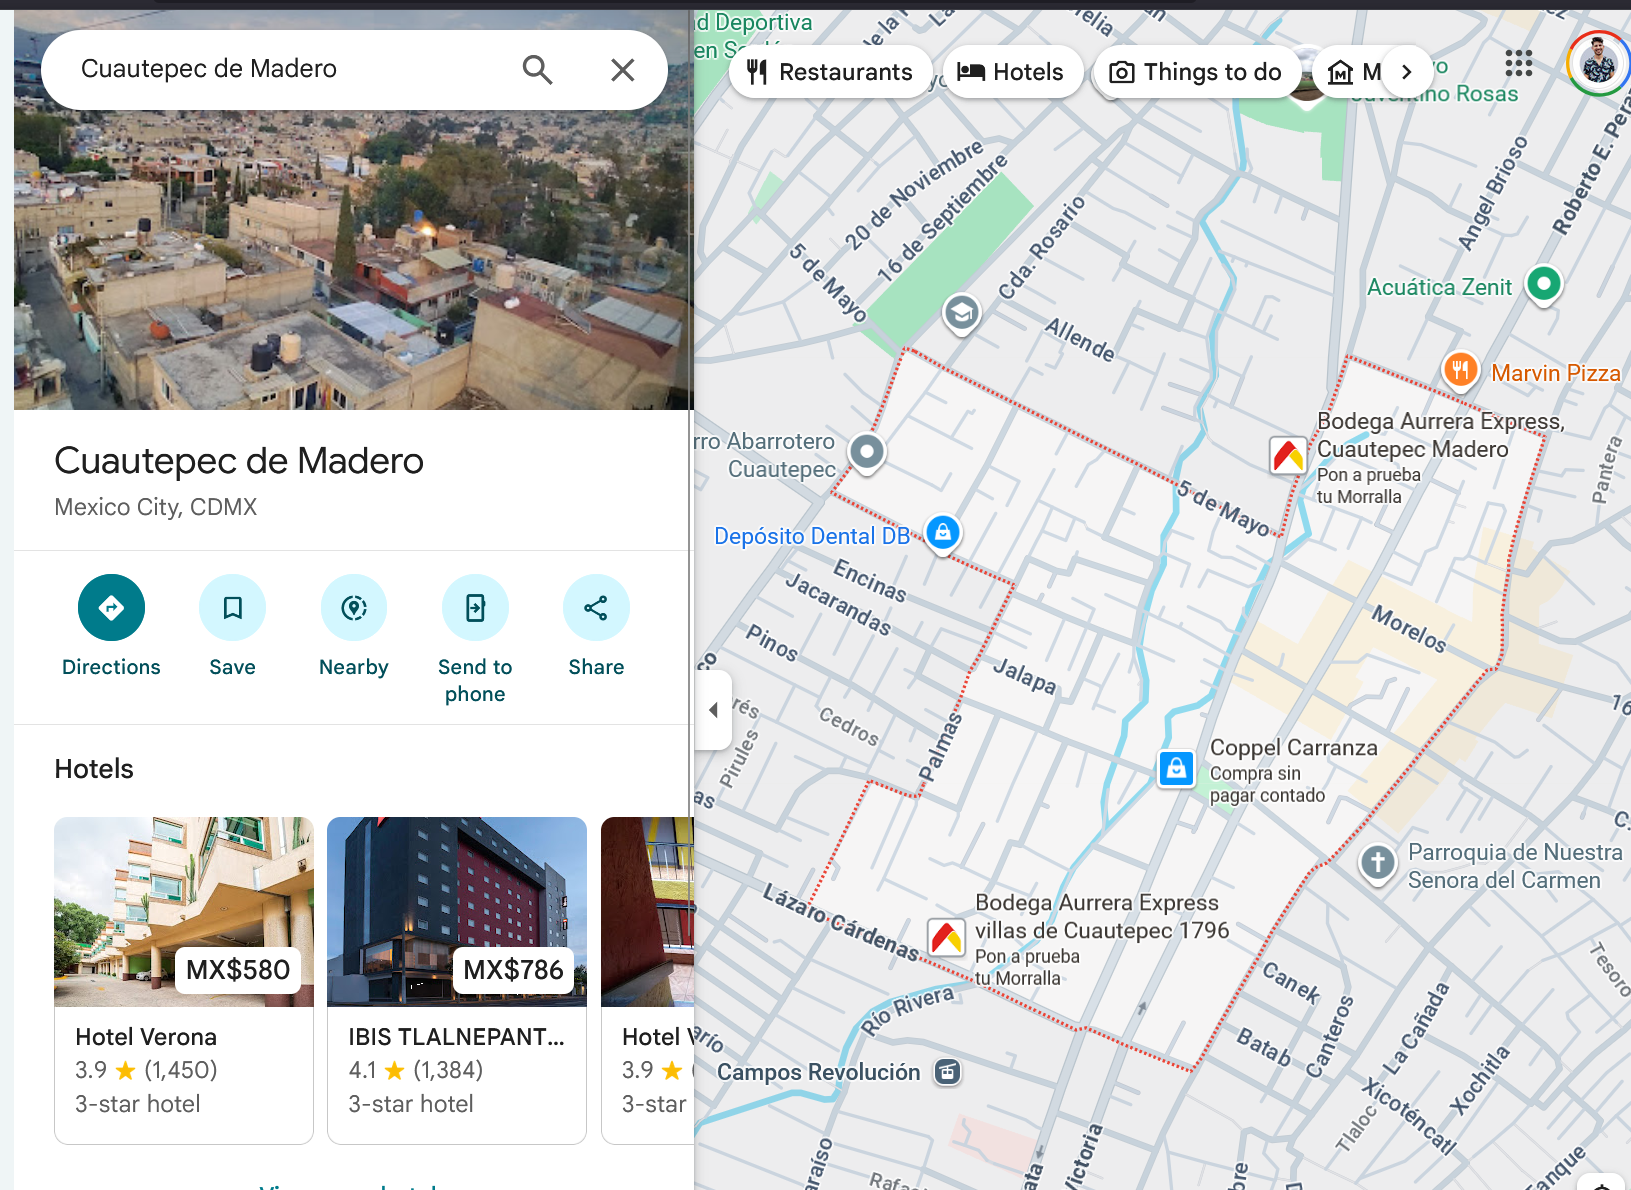 Cuautepec de Madero
Cuautepec de Madero
Mexico City, CDMX
Directions
Save
Nearby
Send to
phone
Share
Hotels
MX$580
Hotel Verona
3.9 (1,450)
3-star hotel
MX$786
IBIS TLALNEPANT...
4.1 (1,384)
3-star hotel
Hotel
3.9
3-star
Restaurants
Hotels
Things to do
M
Deportiva
20 de Noviembre
16 de Septiembre
5 de Mayo
Cda. Rosario
Allende
Angel Brioso
Roberto E. Pera
Acuática Zenit
Marvin Pizza
Bodega Aurrera Express,
Cuautepec Madero
Pon a prueba
tu Morralla
Pantera
rro Abarrotero
Cuautepec
5 de Mayo
Depósito Dental DB
Encinas
Jacarandas
Pinos
Jalapa
Morelos
Cedros
Pirules
Palmas
Coppel Carranza
Compra sin
pagar contado
Parroquia de Nuestra
Senora del Carmen
Lázaro Cárdenas
Bodega Aurrera Express
villas de Cuautepec 1796
Pon a prueba
tu Morralla
Río Rivera
Campos Revolución
Canek
Batab
Canteros
La Cañada
Xochitla
Xicoténcatl
Tlaloc
Tesoro
ino Rosas
16
araíso
Rafa
ata
Victoria
anque